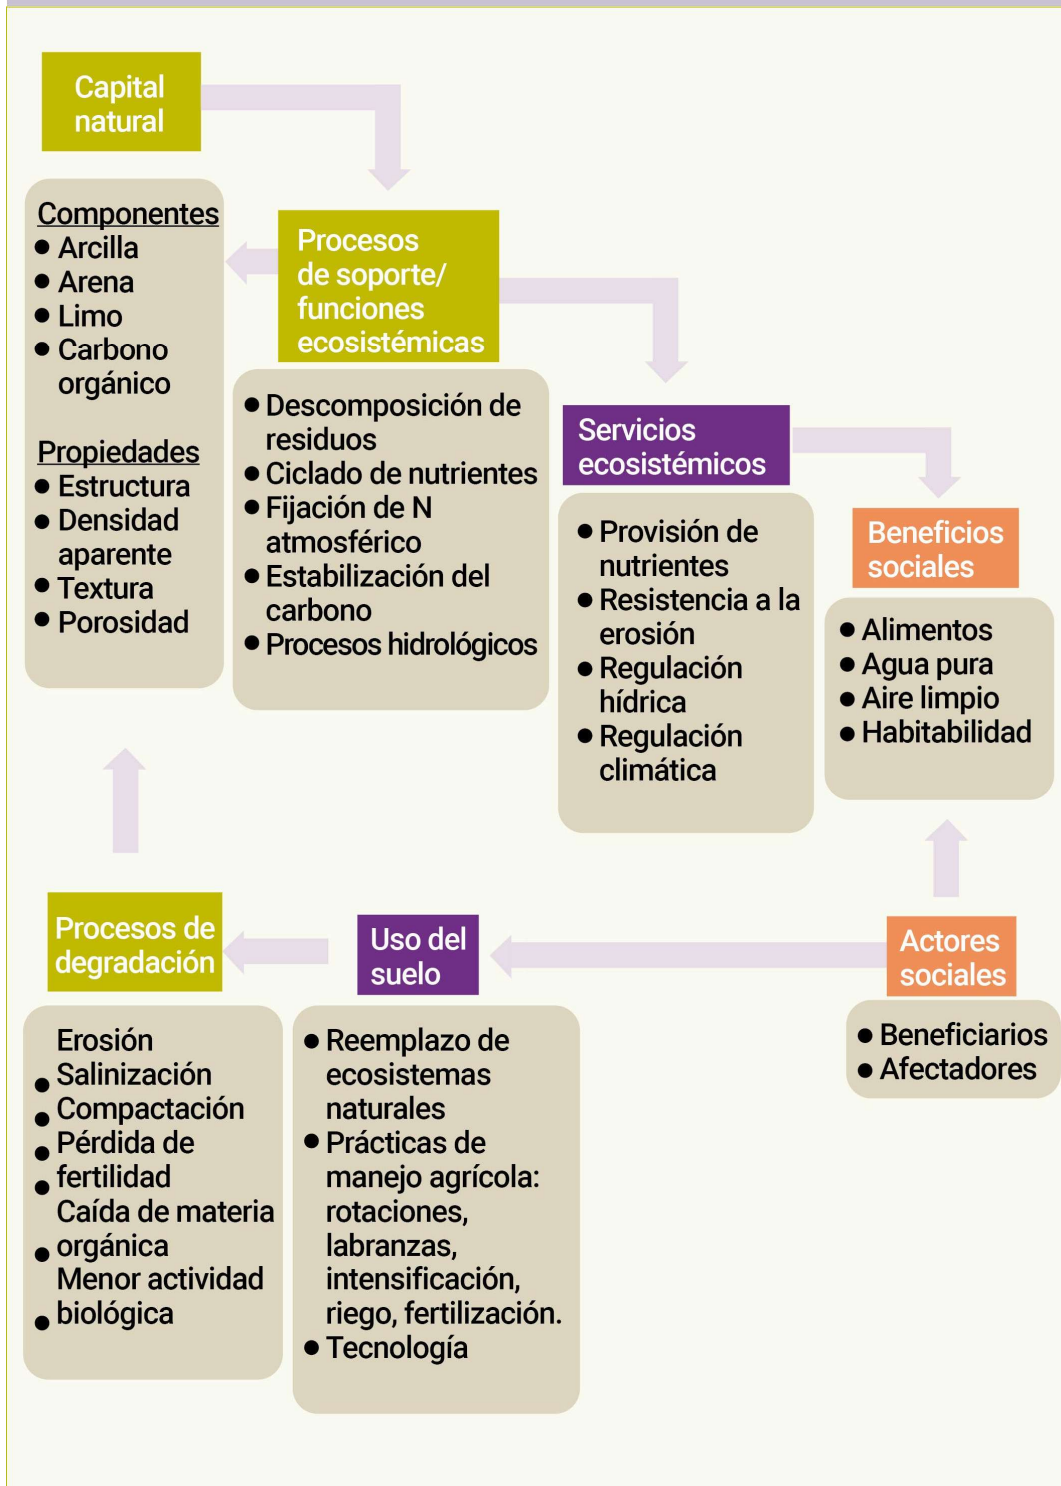 Capital
natural
Componentes
● Arcilla
● Arena
● Limo
● Carbono
orgánico
Propiedades
● Estructura
● Densidad
aparente
● Textura
● Porosidad
Procesos
de soporte/
funciones
ecosistémicas
● Descomposición de
residuos
● Ciclado de nutrientes
● Fijación de N
atmosférico
● Estabilización del
carbono
● Procesos hidrológicos
Servicios
ecosistémicos
● Provisión de
nutrientes
● Resistencia a la
erosión
● Regulación
hídrica
● Regulación
climática
Beneficios
sociales
● Alimentos
● Agua pura
● Aire limpio
● Habitabilidad
Procesos de
degradación
Erosión
● Salinización
● Compactación
● Pérdida de
● fertilidad
Caída de materia
● orgánica
Menor actividad
● biológica
Uso del
suelo
● Reemplazo de
ecosistemas
naturales
● Prácticas de
manejo agrícola:
rotaciones,
labranzas,
intensificación,
riego, fertilización.
● Tecnología
Actores
sociales
● Beneficiarios
● Afectadores